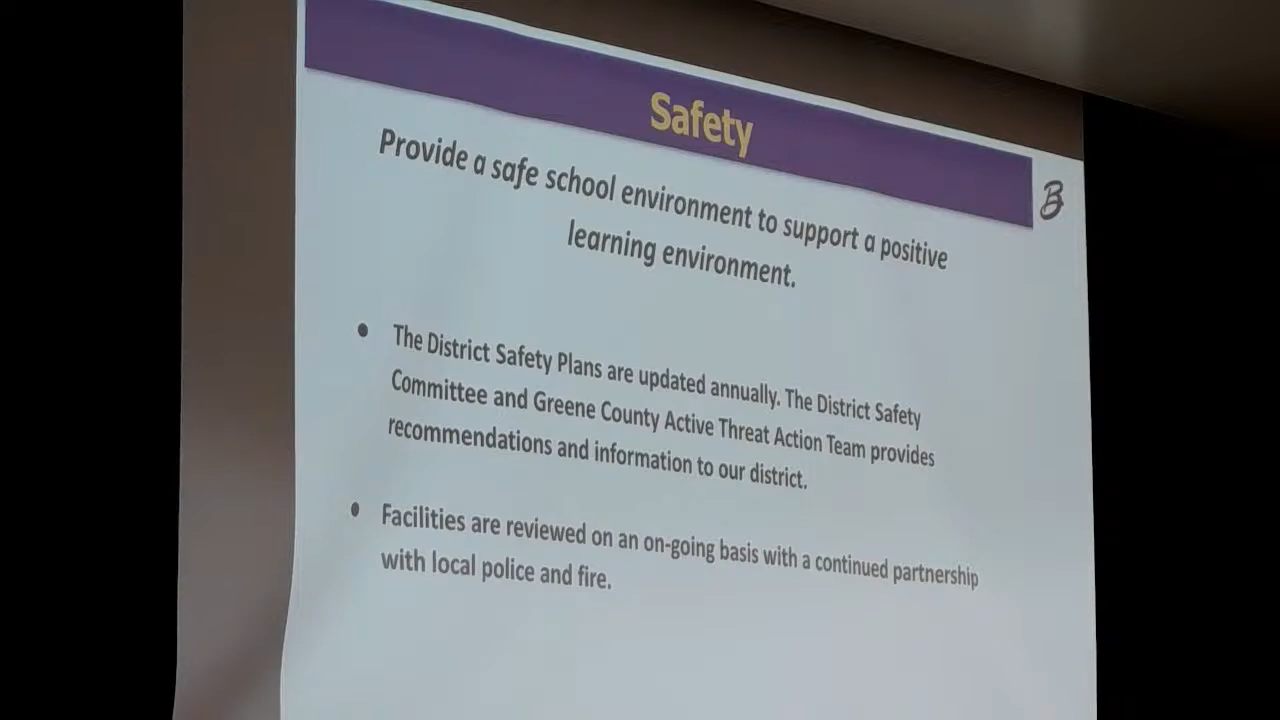 Safety
Provide a safe school environment to support a positive
learning environment.
• The District Safety Plans are updated annually. The District Safety
Committee and Greene County Active Threat Action Team provides
recommendations and information to our district.
• Facilities are reviewed on an on-going basis with a continued partnership
with local police and fire.
B